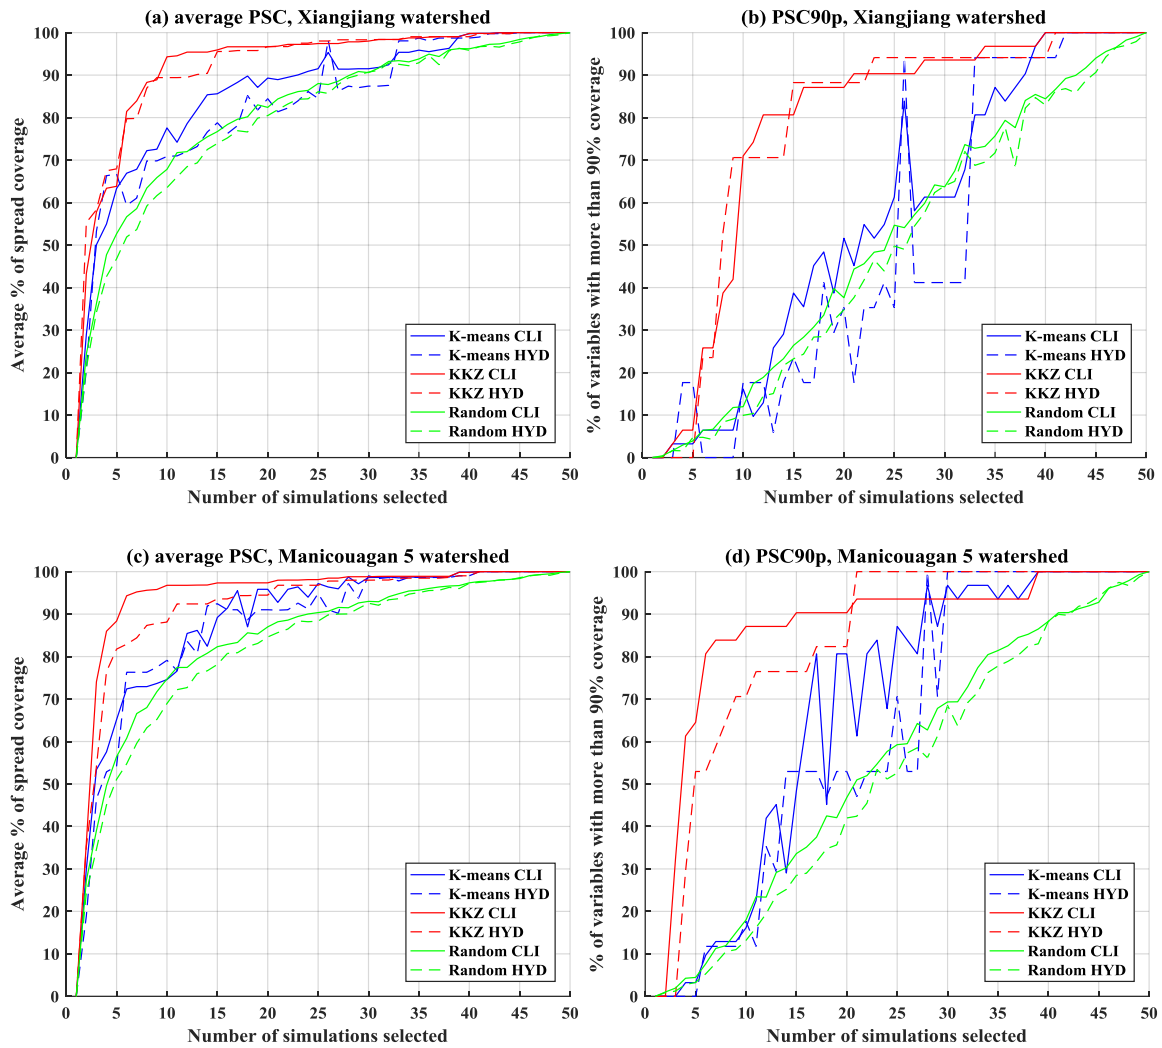 (a) average PSC, Xiangjiang watershed
Average % of spread coverage
100
90
80
70
60
50
40
30
20
10
0
0 5 10 15 20 25 30 35 40 45 50
Number of simulations selected
K-means CLI
K-means HYD
KKZ CLI
KKZ HYD
Random CLI
Random HYD
(b) PSC90p, Xiangjiang watershed
% of variables with more than 90% coverage
100
90
80
70
60
50
40
30
20
10
0
0 5 10 15 20 25 30 35 40 45 50
Number of simulations selected
K-means CLI
K-means HYD
KKZ CLI
KKZ HYD
Random CLI
Random HYD
(c) average PSC, Manicouagan 5 watershed
Average % of spread coverage
100
90
80
70
60
50
40
30
20
10
0
0 5 10 15 20 25 30 35 40 45 50
Number of simulations selected
K-means CLI
K-means HYD
KKZ CLI
KKZ HYD
Random CLI
Random HYD
(d) PSC90p, Manicouagan 5 watershed
% of variables with more than 90% coverage
100
90
80
70
60
50
40
30
20
10
0
0 5 10 15 20 25 30 35 40 45 50
Number of simulations selected
K-means CLI
K-means HYD
KKZ CLI
KKZ HYD
Random CLI
Random HYD